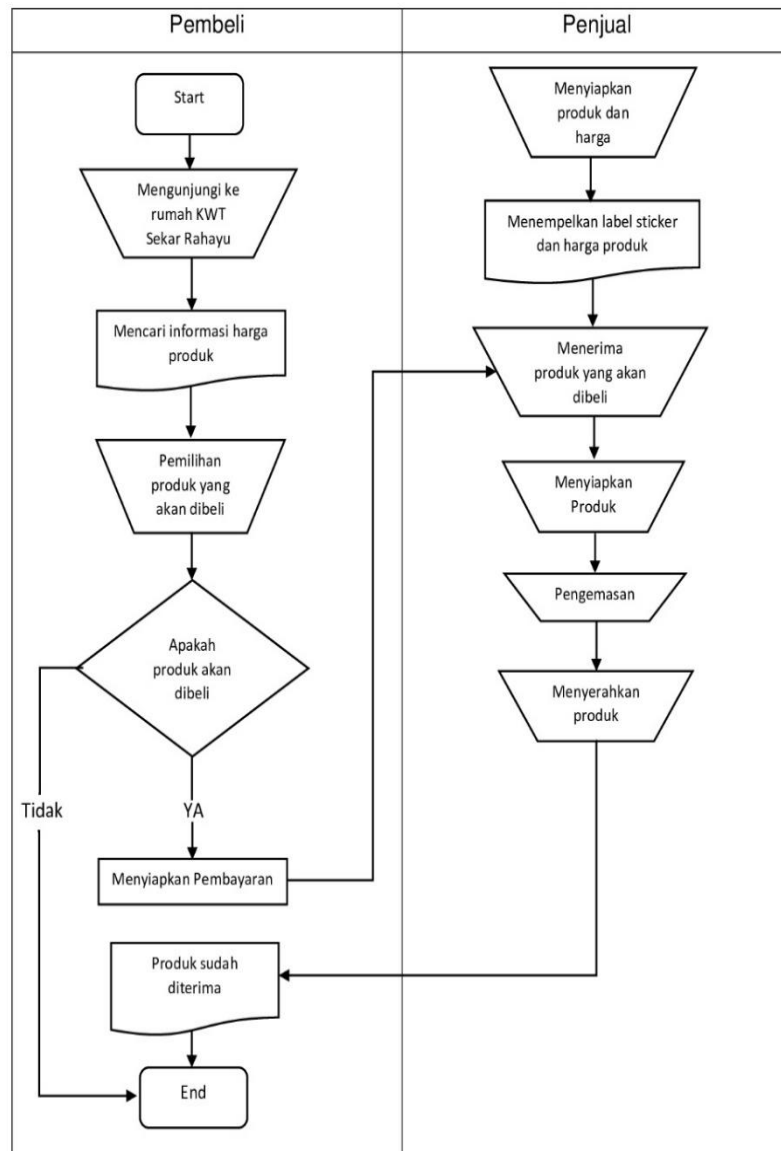 Pembeli
Penjual
Start
Mengunjungi ke
rumah KWT
Sekar Rahayu
Mencari informasi harga
produk
Pemilihan
produk yang
akan dibeli
Apakah
produk akan
dibeli
Tidak
YA
Menyiapkan Pembayaran
Produk sudah
diterima
End
Menyiapkan
produk dan
harga
Menempelkan label sticker
dan harga produk
Menerima
produk yang akan
dibeli
Menyiapkan
Produk
Pengemasan
Menyerahkan
produk